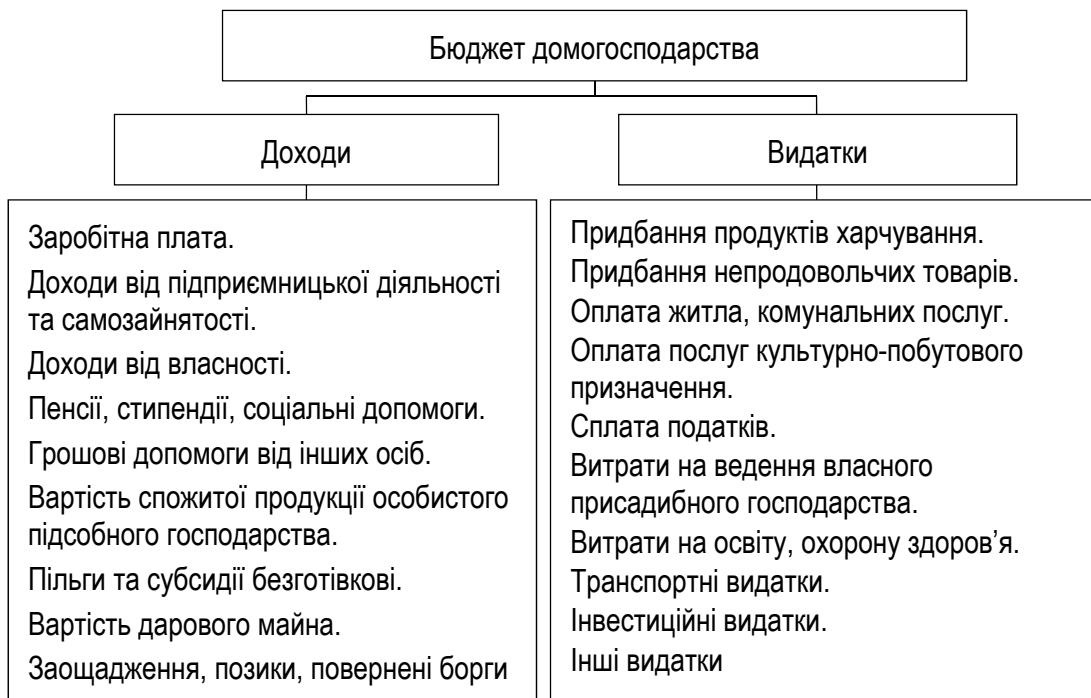 Бюджет домогосподарства
Доходи
Видатки
Заробітна плата.
Доходи від підприємницької діяльності
та самозайнятості.
Доходи від власності.
Пенсії, стипендії, соціальні допомоги.
Грошові допомоги від інших осіб.
Вартість спожитої продукції особистого
підсобного господарства.
Пільги та субсидії безготівкові.
Вартість дарового майна.
Заощадження, позики, повернені борги
Придбання продуктів харчування.
Придбання непродовольчих товарів.
Оплата житла, комунальних послуг.
Оплата послуг культурно-побутового
призначення.
Сплата податків.
Витрати на ведення власного
присадибного господарства.
Витрати на освіту, охорону здоров’я.
Транспортні видатки.
Інвестиційні видатки.
Інші видатки